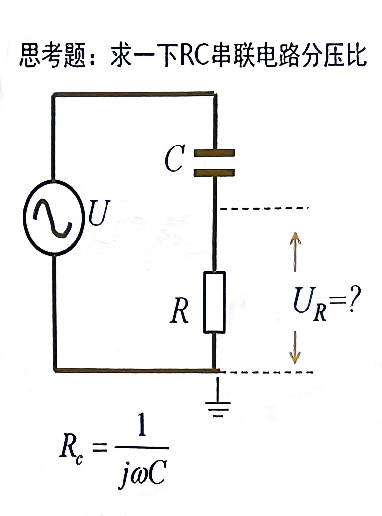 思考题：求一下RC串联电路分压比
C
U
R
U_R=?
R_c = \frac{1}{jωC}